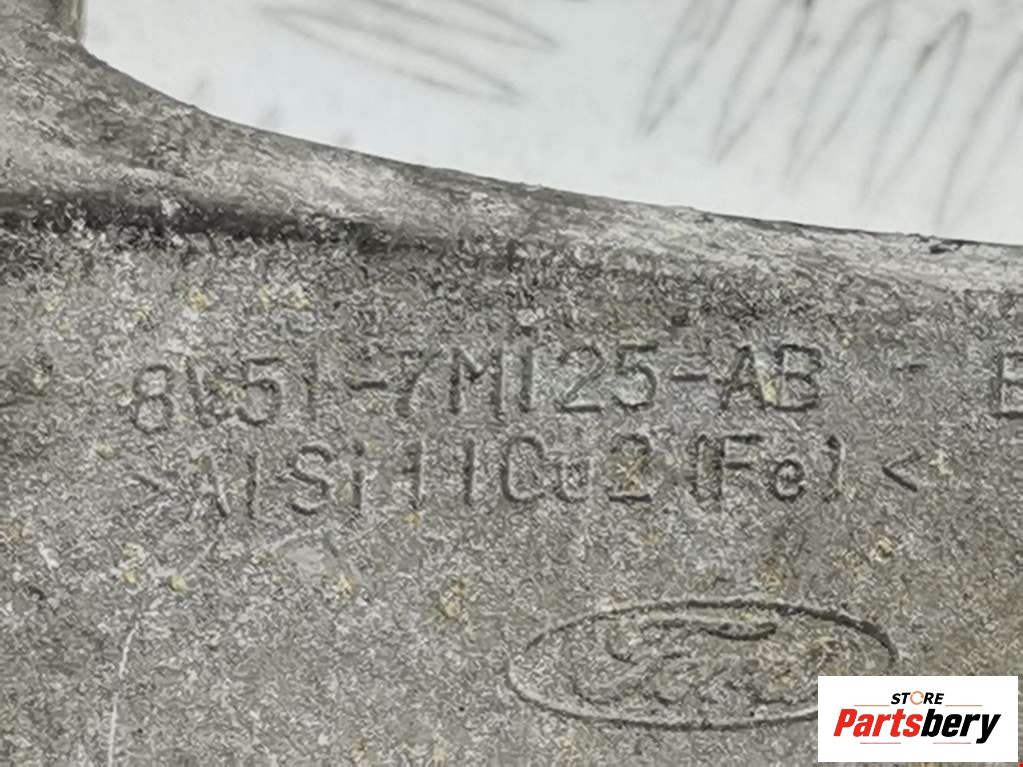 8V51-7M125-AB - E
>AlSi11Cu2(Fe)<
Ford
STORE
Partsbery